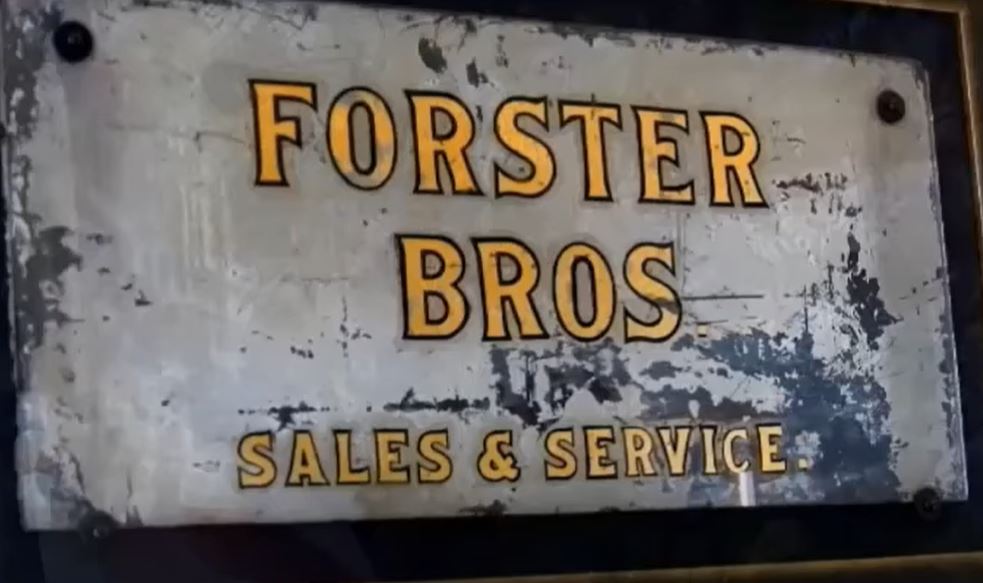 FORSTER
BROS.
SALES & SERVICE.